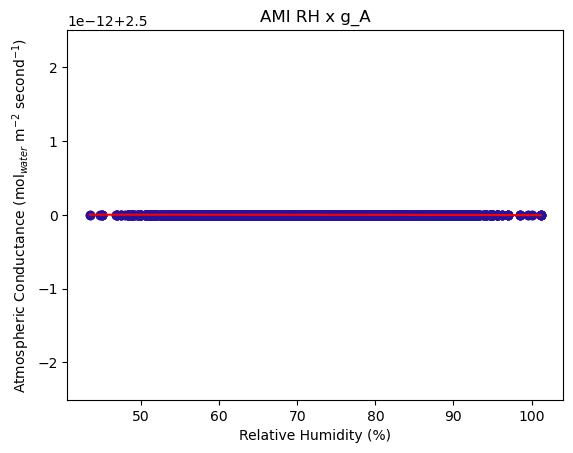 AMI RH x g_A
1e−12+2.5
2
1
0
−1
−2
Atmospheric Conductance (mol_water m⁻² second⁻¹)
50 60 70 80 90 100
Relative Humidity (%)